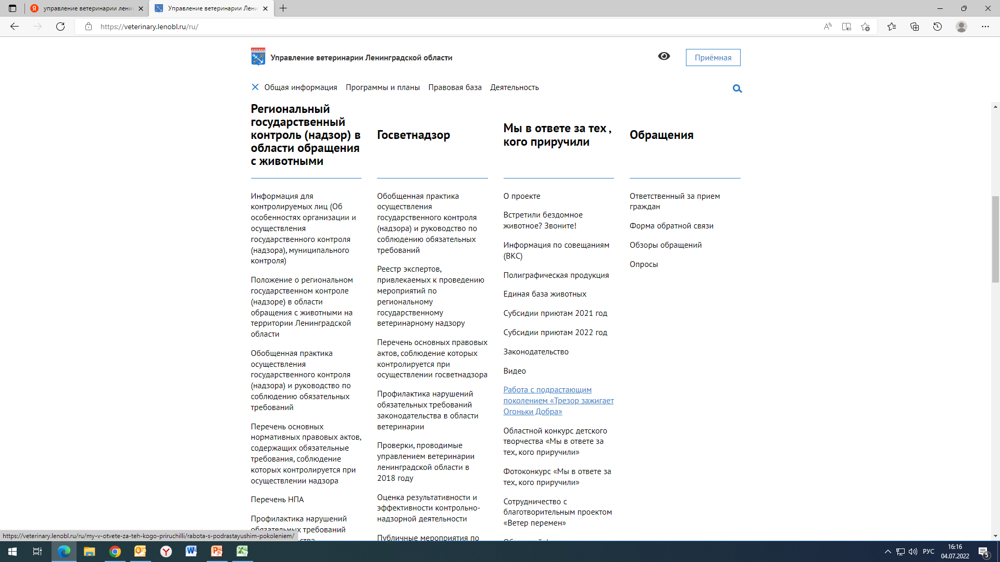 управление ветеринарии лени
Управление ветеринарии Лени
https://veterinary.lenobl.ru/ru/
Управление ветеринарии Ленинградской области
Приёмная
Общая информация Программы и планы Правовая база Деятельность
Региональный
государственный
контроль (надзор) в
области обращения
с животными
Информация для
контролируемых лиц (Об
особенностях организации и
осуществления
государственного контроля
(надзора), муниципального
контроля)
Положение о региональном
государственном контроле
(надзоре) в области
обращения с животными на
территории Ленинградской
области
Обобщенная практика
осуществления
государственного контроля
(надзора) и руководство по
соблюдению обязательных
требований
Перечень основных
нормативных правовых актов,
содержащих обязательные
требования, соблюдение
которых контролируется при
осуществлении надзора
Перечень НПА
Профилактика нарушений
обязательных требований
Госветнадзор
Обобщенная практика
осуществления
государственного контроля
(надзора) и руководство по
соблюдению обязательных
требований
Реестр экспертов,
привлекаемых к проведению
мероприятий по
региональному
государственному
ветеринарному надзору
Перечень основных правовых
актов, соблюдение которых
контролируется при
осуществлении госветнадзора
Профилактика нарушений
обязательных требований
законодательства в области
ветеринарии
Проверки, проводимые
управлением ветеринарии
ленинградской области в
2018 году
Оценка результативности и
эффективности контрольно-
надзорной деятельности
Публичные мероприятия по
Мы в ответе за тех ,
кого приручили
О проекте
Встретили бездомное
животное? Звоните!
Информация по совещаниям
(ВКС)
Полиграфическая продукция
Единая база животных
Субсидии приютам 2021 год
Субсидии приютам 2022 год
Законодательство
Видео
Работа с подрастающим
поколением «Трезор зажигает
Огоньки Добра»
Областной конкурс детского
творчества «Мы в ответе за
тех, кого приручили»
Фотоконкурс «Мы в ответе за
тех, кого приручили»
Сотрудничество с
благотворительным проектом
«Ветер перемен»
Обращения
Ответственный за прием
граждан
Форма обратной связи
Обзоры обращений
Опросы
https://veterinary.lenobl.ru/ru/my-v-otvete-za-teh-kogo-priruchilli/rabota-s-podrastayushim-pokoleniem/
РУС
16:16
04.07.2022
5